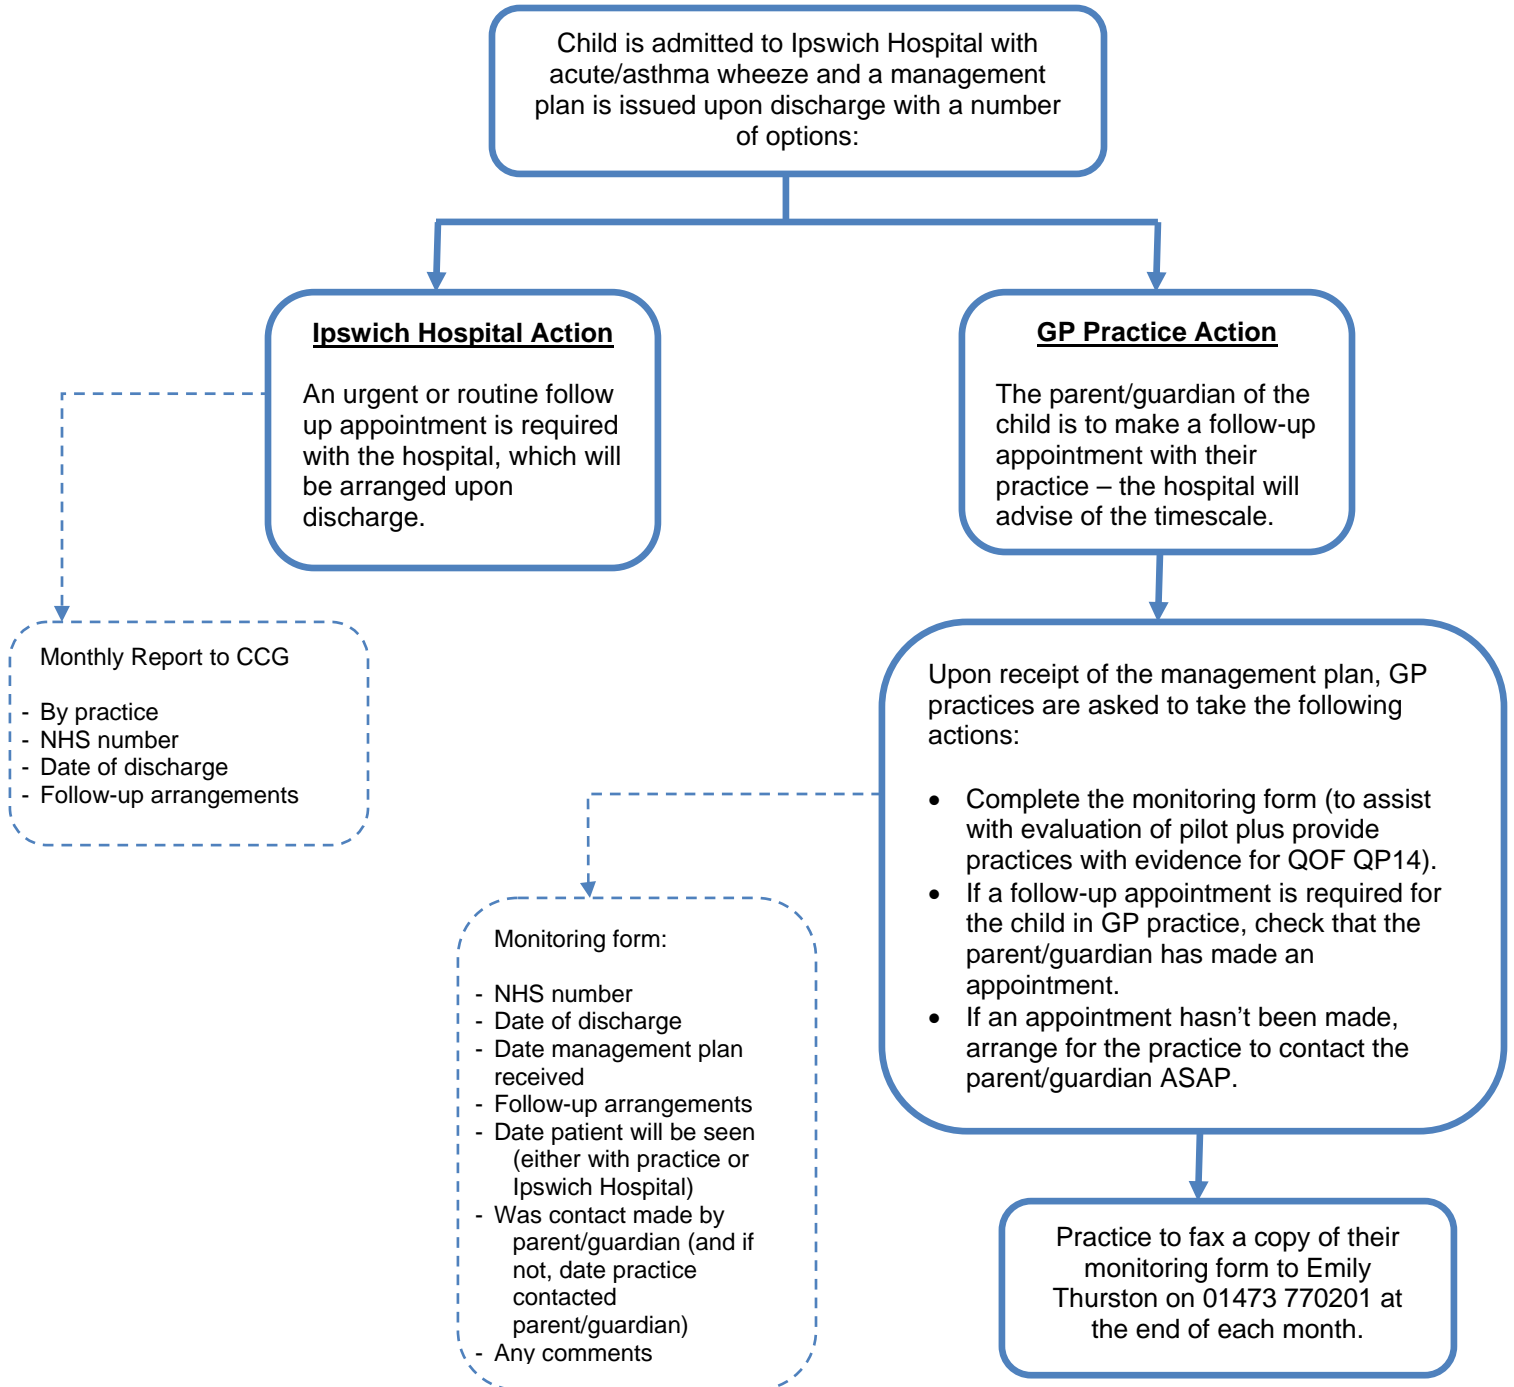 Child is admitted to Ipswich Hospital with
acute/asthma wheeze and a management
plan is issued upon discharge with a number
of options:
Ipswich Hospital Action
An urgent or routine follow
up appointment is required
with the hospital, which will
be arranged upon
discharge.
GP Practice Action
The parent/guardian of the
child is to make a follow-up
appointment with their
practice – the hospital will
advise of the timescale.
Monthly Report to CCG
- By practice
- NHS number
- Date of discharge
- Follow-up arrangements
Upon receipt of the management plan, GP
practices are asked to take the following
actions:
• Complete the monitoring form (to assist
with evaluation of pilot plus provide
practices with evidence for QOF QP14).
• If a follow-up appointment is required for
the child in GP practice, check that the
parent/guardian has made an
appointment.
• If an appointment hasn’t been made,
arrange for the practice to contact the
parent/guardian ASAP.
Monitoring form:
- NHS number
- Date of discharge
- Date management plan
received
- Follow-up arrangements
- Date patient will be seen
(either with practice or
Ipswich Hospital)
- Was contact made by
parent/guardian (and if
not, date practice
contacted
parent/guardian)
- Any comments
Practice to fax a copy of their
monitoring form to Emily
Thurston on 01473 770201 at
the end of each month.